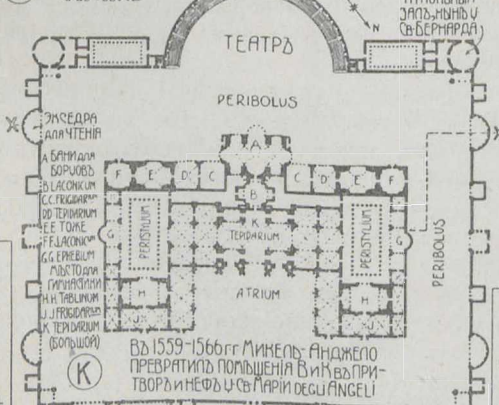 КРУГЛЫЙ
ЗАЛЪ, НЫНѢ Ц
СВ. БЕРНАРДА
N
ТЕАТРЪ
PERIBOLUS
ЭКСЕДРА
ДЛЯ ЧТЕНІЯ
A БАНИ ДЛЯ
БОРЦОВЪ
B LACONICUM
C.C. FRIGIDARIUM
D.D TEPIDARIUM
E E ТОЖЕ
F F LACONICUM
G G EPHEBIUM
МѢСТО ДЛЯ
ГИМНАСТИКИ
H.H. TABLINUM
J J FRIGIDARIUM
K TEPIDARIUM
(БОЛЬШОЙ)
A
F E D C B C D E F
G PERISTYLIUM K TEPIDARIUM PERISTYLIUM G
PERIBOLUS
H ATRIUM H
J J
K
ВЪ 1559-1566 ГГ МИКЕЛЬ-АНДЖЕЛО
ПРЕВРАТИЛЪ ПОМѢЩЕНІЯ В И К ВЪ ПРИ-
ТВОРЪ И НЕФЪ Ц. СВ. МАРІИ DEGLI ANGELI